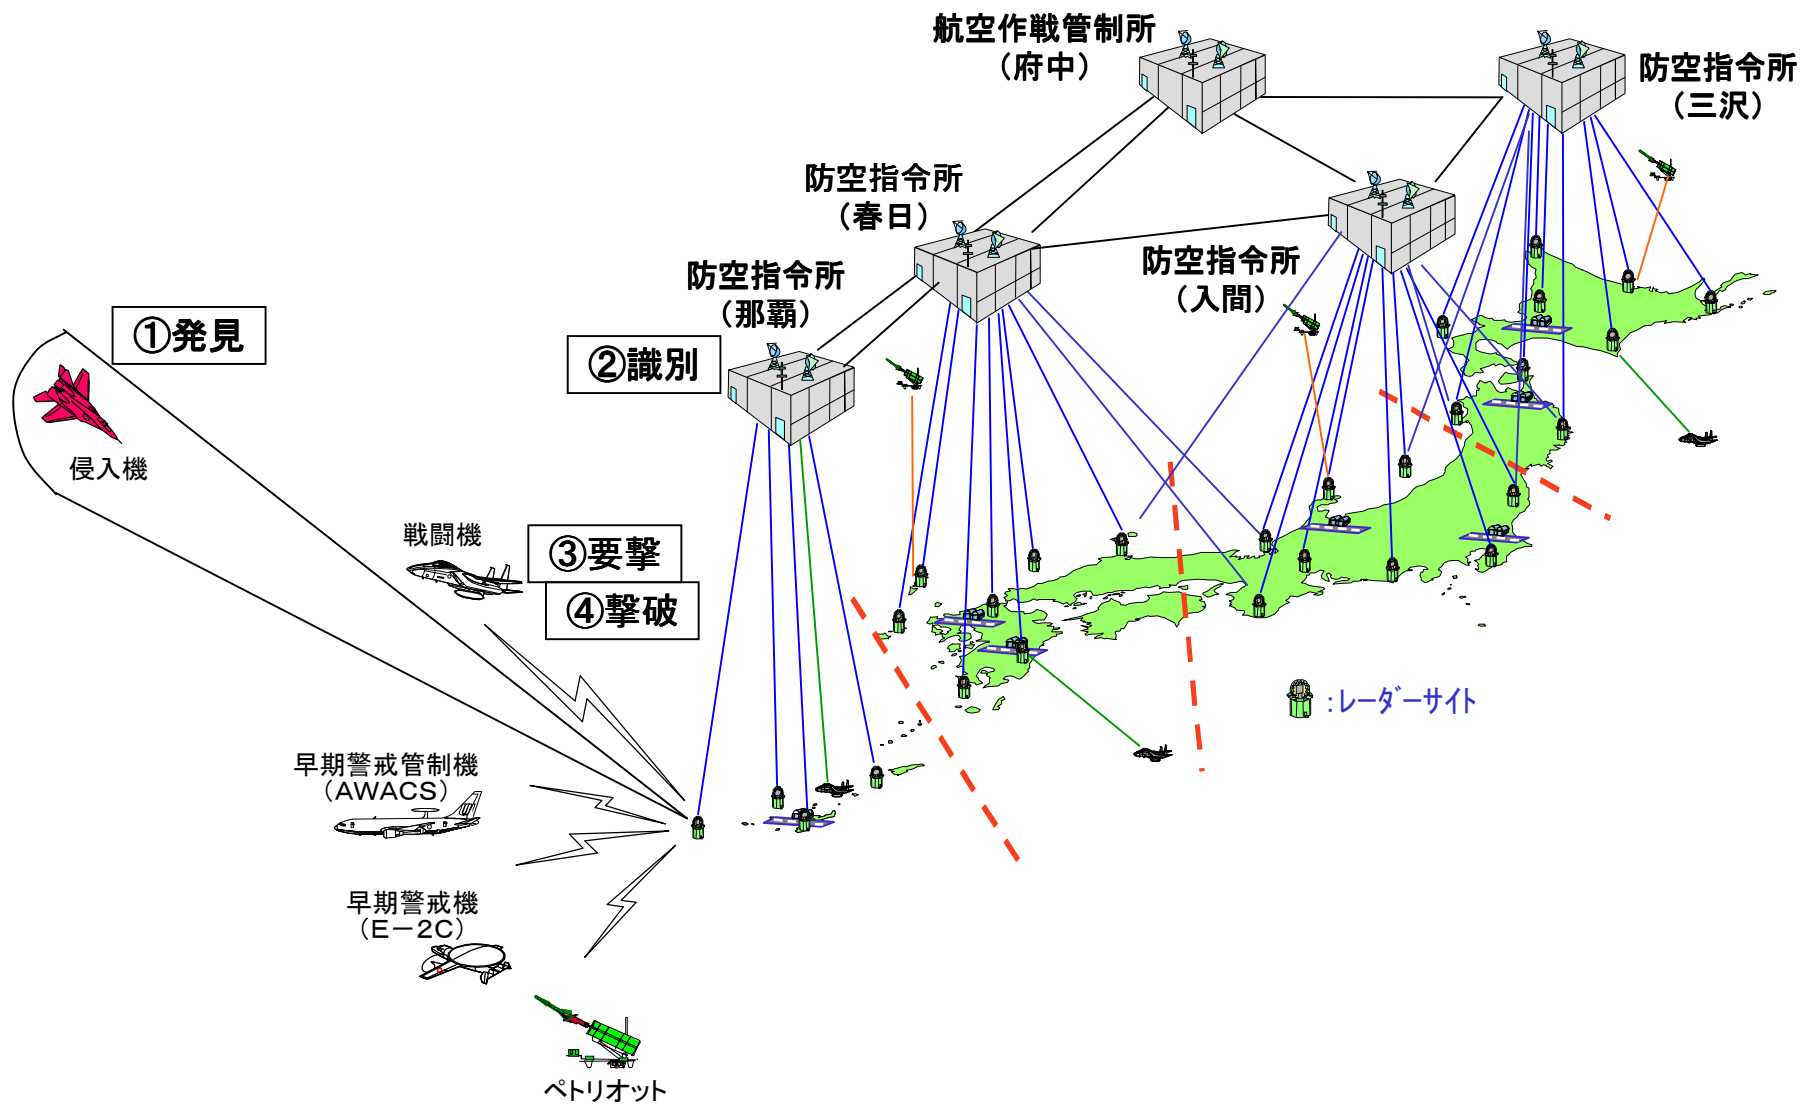 航空作戦管制所
（府中）
防空指令所
（三沢）
防空指令所
（春日）
防空指令所
（入間）
防空指令所
（那覇）
①発見
②識別
侵入機
戦闘機
③要撃
④撃破
：レーダーサイト
早期警戒管制機
（AWACS）
早期警戒機
（E－2C）
ペトリオット